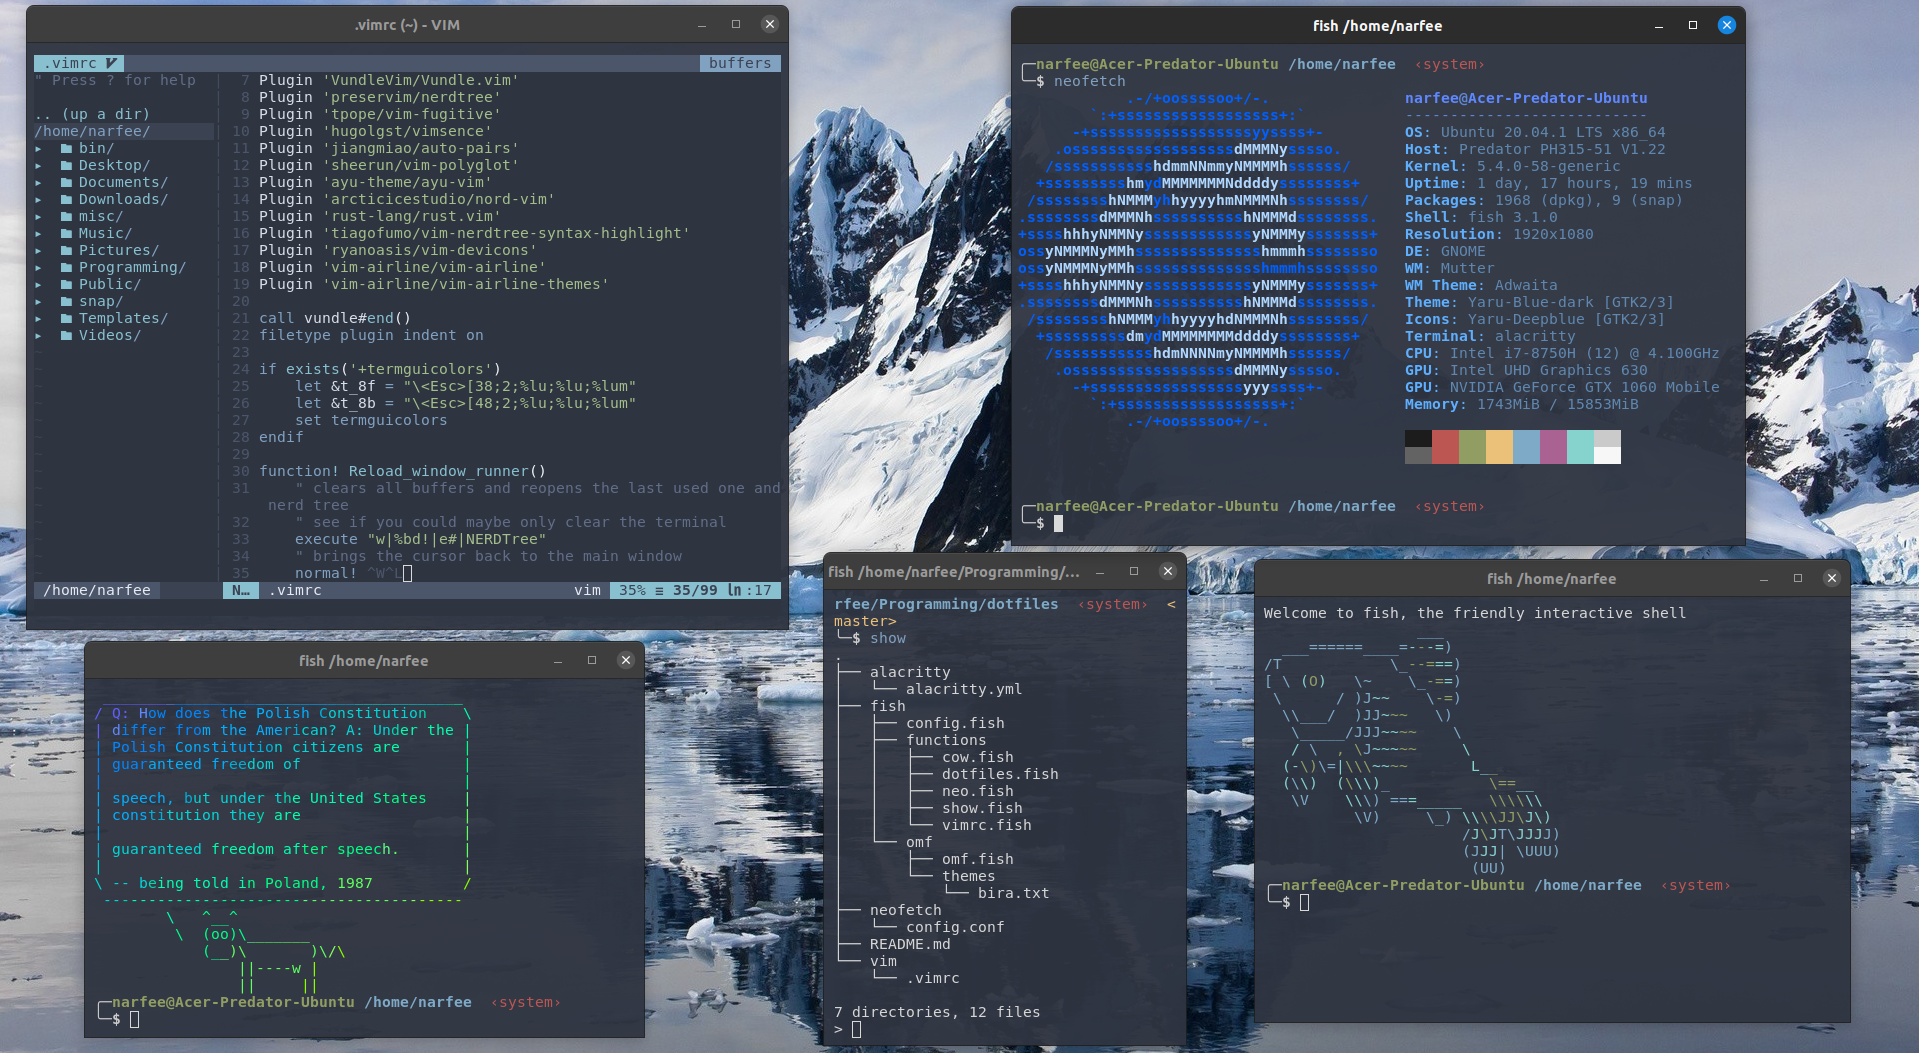 .vimrc (~) - VIM
.vimrc
buffers
" Press ? for help
.. (up a dir)
/home/narfee/
▸ bin/
▸ Desktop/
▸ Documents/
▸ Downloads/
▸ misc/
▸ Music/
▸ Pictures/
▸ Programming/
▸ Public/
▸ snap/
▸ Templates/
▸ Videos/
7 Plugin 'VundleVim/Vundle.vim'
8 Plugin 'preservim/nerdtree'
9 Plugin 'tpope/vim-fugitive'
10 Plugin 'hugolgst/vimsence'
11 Plugin 'jiangmiao/auto-pairs'
12 Plugin 'sheerun/vim-polyglot'
13 Plugin 'ayu-theme/ayu-vim'
14 Plugin 'arcticicestudio/nord-vim'
15 Plugin 'rust-lang/rust.vim'
16 Plugin 'tiagofumo/vim-nerdtree-syntax-highlight'
17 Plugin 'ryanoasis/vim-devicons'
18 Plugin 'vim-airline/vim-airline'
19 Plugin 'vim-airline/vim-airline-themes'
20
21 call vundle#end()
22 filetype plugin indent on
23
24 if exists('+termguicolors')
25     let &t_8f = "\<Esc>[38;2;%lu;%lu;%lum"
26     let &t_8b = "\<Esc>[48;2;%lu;%lu;%lum"
27     set termguicolors
28 endif
29
30 function! Reload_window_runner()
31     " clears all buffers and reopens the last used one and
nerd tree
32     " see if you could maybe only clear the terminal
33     execute "w|%bd!|e#|NERDTree"
34     " brings the cursor back to the main window
35     normal! ^W^L
/home/narfee
N… .vimrc
vim 35% ≡ 35/99 ㏑:17
fish /home/narfee
╭─narfee@Acer-Predator-Ubuntu /home/narfee ‹system›
╰─$ neofetch
            .-/+oossssoo+/-.
        `:+ssssssssssssssssss+:`
      -+ssssssssssssssssssyyssss+-
    .ossssssssssssssssssdMMMNysssso.
   /ssssssssssshdmmNNmmyNMMMMhssssss/
  +ssssssssshmydMMMMMMMNddddyssssssss+
 /sssssssshNMMMyhhyyyyhmNMMMNhssssssss/
.ssssssssdMMMNhsssssssssshNMMMdssssssss.
+sssshhhyNMMNyssssssssssssyNMMMysssssss+
ossyNMMMNyMMhsssssssssssssshmmmhssssssso
ossyNMMMNyMMhsssssssssssssshmmmhssssssso
+sssshhhyNMMNyssssssssssssyNMMMysssssss+
.ssssssssdMMMNhsssssssssshNMMMdssssssss.
 /sssssssshNMMMyhhyyyyhdNMMMNhssssssss/
  +sssssssssdmydMMMMMMMMddddyssssssss+
   /ssssssssssshdmNNNNmyNMMMMhssssss/
    .ossssssssssssssssssdMMMNysssso.
      -+sssssssssssssssssyyyssss+-
        `:+ssssssssssssssssss+:`
            .-/+oossssoo+/-.
narfee@Acer-Predator-Ubuntu
---------------------------
OS: Ubuntu 20.04.1 LTS x86_64
Host: Predator PH315-51 V1.22
Kernel: 5.4.0-58-generic
Uptime: 1 day, 17 hours, 19 mins
Packages: 1968 (dpkg), 9 (snap)
Shell: fish 3.1.0
Resolution: 1920x1080
DE: GNOME
WM: Mutter
WM Theme: Adwaita
Theme: Yaru-Blue-dark [GTK2/3]
Icons: Yaru-Deepblue [GTK2/3]
Terminal: alacritty
CPU: Intel i7-8750H (12) @ 4.100GHz
GPU: Intel UHD Graphics 630
GPU: NVIDIA GeForce GTX 1060 Mobile
Memory: 1743MiB / 15853MiB
╭─narfee@Acer-Predator-Ubuntu /home/narfee ‹system›
╰─$
fish /home/narfee
/ Q: How does the Polish Constitution    \
| differ from the American? A: Under the |
| Polish Constitution citizens are       |
| guaranteed freedom of                  |
|                                        |
| speech, but under the United States    |
| constitution they are                  |
|                                        |
| guaranteed freedom after speech.       |
|                                        |
\ -- being told in Poland, 1987          /
 ----------------------------------------
        \   ^__^
         \  (oo)\_______
            (__)\       )\/\
                ||----w |
                ||     ||
╭─narfee@Acer-Predator-Ubuntu /home/narfee ‹system›
╰─$
fish /home/narfee/Programming/...
rfee/Programming/dotfiles ‹system› <
master>
╰─$ show
.
├── alacritty
│   └── alacritty.yml
├── fish
│   ├── config.fish
│   ├── functions
│   │   ├── cow.fish
│   │   ├── dotfiles.fish
│   │   ├── neo.fish
│   │   ├── show.fish
│   │   └── vimrc.fish
│   └── omf
│       ├── omf.fish
│       └── themes
│           └── bira.txt
├── neofetch
│   └── config.conf
├── README.md
└── vim
    └── .vimrc
7 directories, 12 files
>
fish /home/narfee
Welcome to fish, the friendly interactive shell
                 ___
  ___======____=---=)
/T            \_--===)
[ \ (O)   \~    \_-==)
 \      / )J~~    \-=)
  \\___/  )JJ~~~   \)
   \_____/JJJ~~~~    \
   / \  , \J~~~~~     \
  (-\)\=|\\\~~~~       L__
  (\\)  (\\\)_           \==__
   \V    \\\) ===_____   \\\\\\
          \V)     \_) \\\\JJ\J\)
                      /J\JT\JJJJ)
                      (JJJ| \UUU)
                       (UU)
╭─narfee@Acer-Predator-Ubuntu /home/narfee ‹system›
╰─$